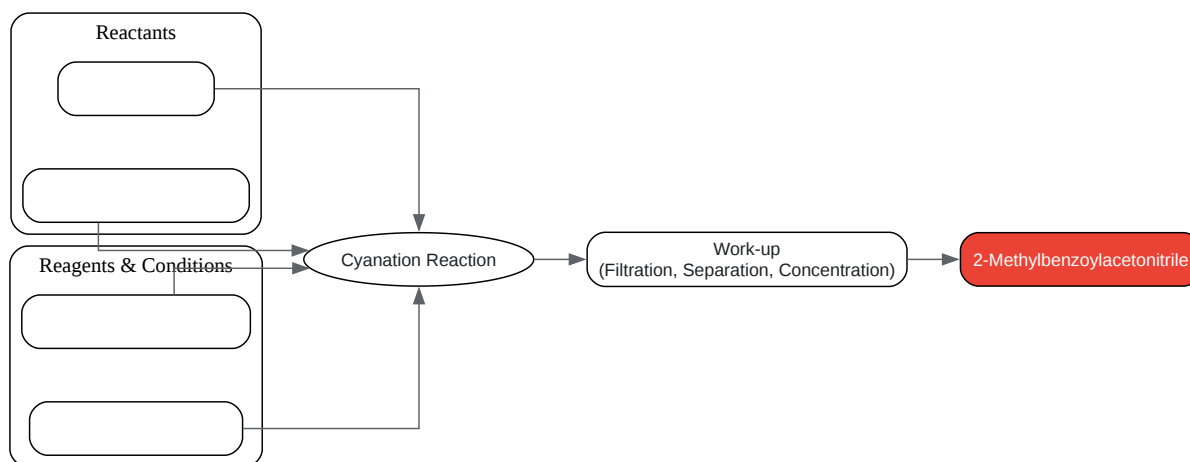 Reactants
Reagents & Conditions
Cyanation Reaction
Work-up
(Filtration, Separation, Concentration)
2-Methylbenzoylacetonitrile